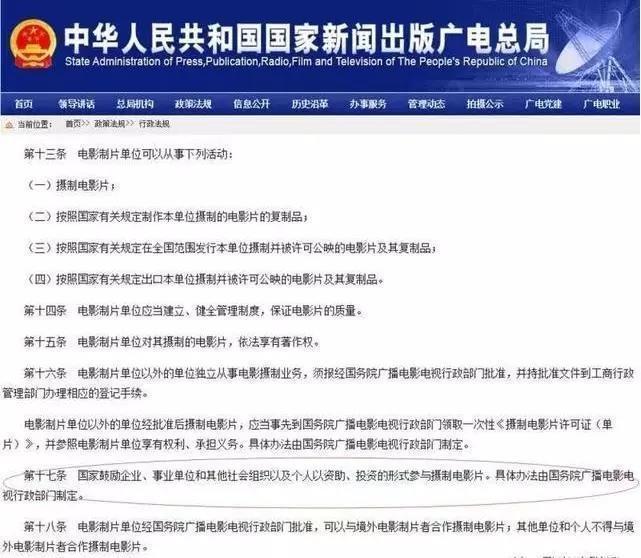 中华人民共和国国家新闻出版广电总局
State Administration of Press,Publication,Radio,Film and Television of The People's Republic of China
首页 领导讲话 总局机构 政策法规 信息公开 历史沿革 办事服务 管理动态 拍摄公示 广电党建 广电职业
当前位置: 首页>> 政策法规>> 行政法规
第十三条 电影制片单位可以从事下列活动：
（一）摄制电影片；
（二）按照国家有关规定制作本单位摄制的电影片的复制品；
（三）按照国家有关规定在全国范围发行本单位摄制并被许可公映的电影片及其复制品；
（四）按照国家有关规定出口本单位摄制并被许可公映的电影片及其复制品。
第十四条 电影制片单位应当建立、健全管理制度，保证电影片的质量。
第十五条 电影制片单位对其摄制的电影片，依法享有著作权。
第十六条 电影制片单位以外的单位独立从事电影摄制业务，须报经国务院广播电影电视行政部门批准，并持批准文件到工商行政
管理部门办理相应的登记手续。
电影制片单位以外的单位经批准后摄制电影片，应当事先到国务院广播电影电视行政部门领取一次性《摄制电影片许可证（单
片）》，并参照电影制片单位享有权利、承担义务。具体办法由国务院广播电影电视行政部门制定。
第十七条 国家鼓励企业、事业单位和其他社会组织以及个人以资助、投资的形式参与摄制电影片。具体办法由国务院广播电影电
视行政部门制定。
第十八条 电影制片单位经国务院广播电影电视行政部门批准，可以与境外电影制片者合作摄制电影片；其他单位和个人不得与境
外电影制片者合作摄制电影片。